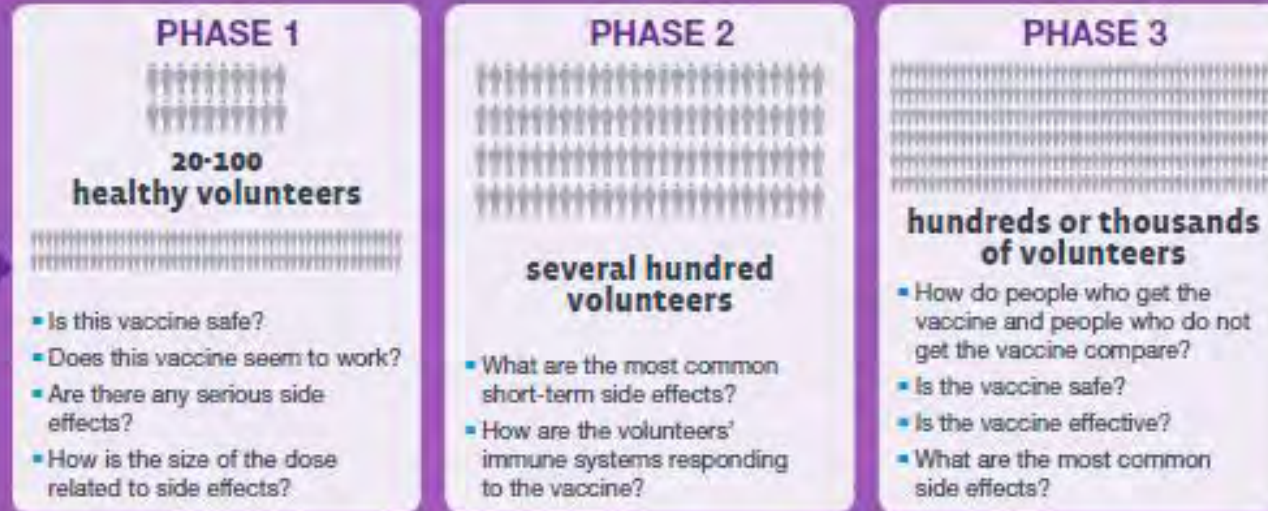 PHASE 1
20-100
healthy volunteers
Is this vaccine safe?
Does this vaccine seem to work?
Are there any serious side
effects?
How is the size of the dose
related to side effects?
PHASE 2
several hundred
volunteers
What are the most common
short-term side effects?
How are the volunteers'
immune systems responding
to the vaccine?
PHASE 3
hundreds or thousands
of volunteers
How do people who get the
vaccine and people who do not
get the vaccine compare?
Is the vaccine safe?
Is the vaccine effective?
What are the most common
side effects?